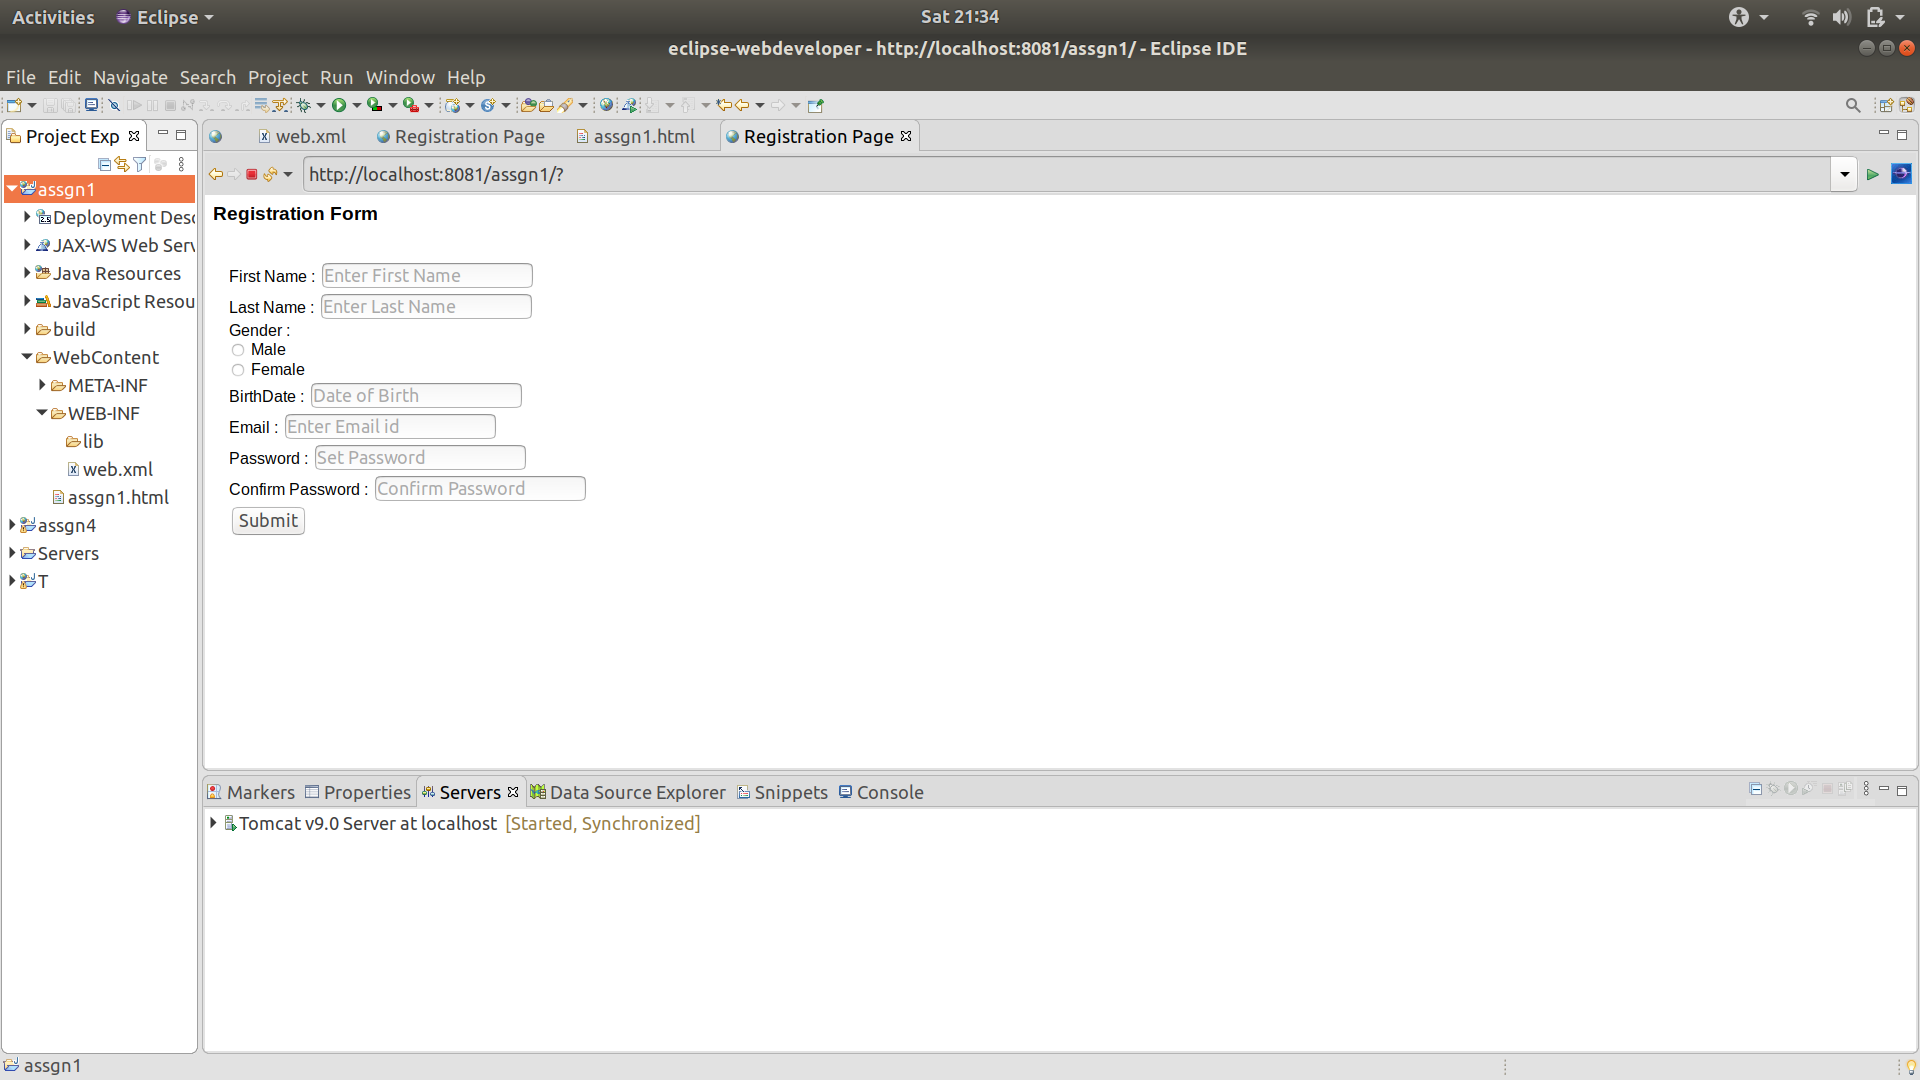 Activities Eclipse Sat 21:34
eclipse-webdeveloper - http://localhost:8081/assgn1/ - Eclipse IDE
File Edit Navigate Search Project Run Window Help
Project Exp
web.xml Registration Page assgn1.html Registration Page
http://localhost:8081/assgn1/?
assgn1
Deployment Desc
JAX-WS Web Serv
Java Resources
JavaScript Resou
build
WebContent
META-INF
WEB-INF
lib
web.xml
assgn1.html
assgn4
Servers
T
Registration Form
First Name : Enter First Name
Last Name : Enter Last Name
Gender :
Male
Female
BirthDate : Date of Birth
Email : Enter Email id
Password : Set Password
Confirm Password : Confirm Password
Submit
Markers Properties Servers Data Source Explorer Snippets Console
Tomcat v9.0 Server at localhost [Started, Synchronized]
assgn1